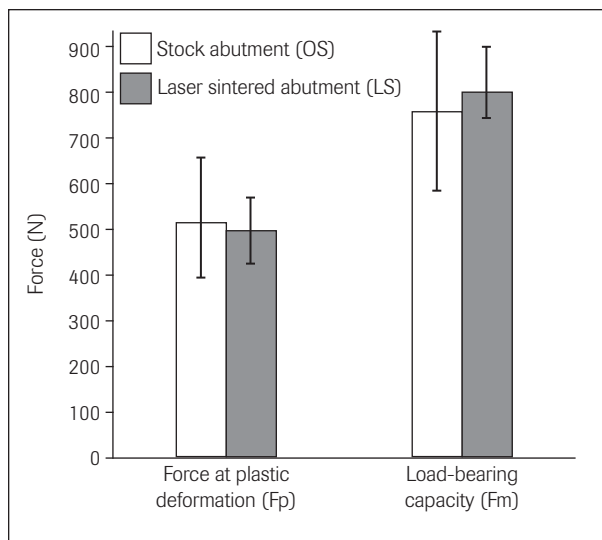 Stock abutment (OS)
Laser sintered abutment (LS)
Force (N)
900
800
700
600
500
400
300
200
100
0
Force at plastic
deformation (Fp)
Load-bearing
capacity (Fm)